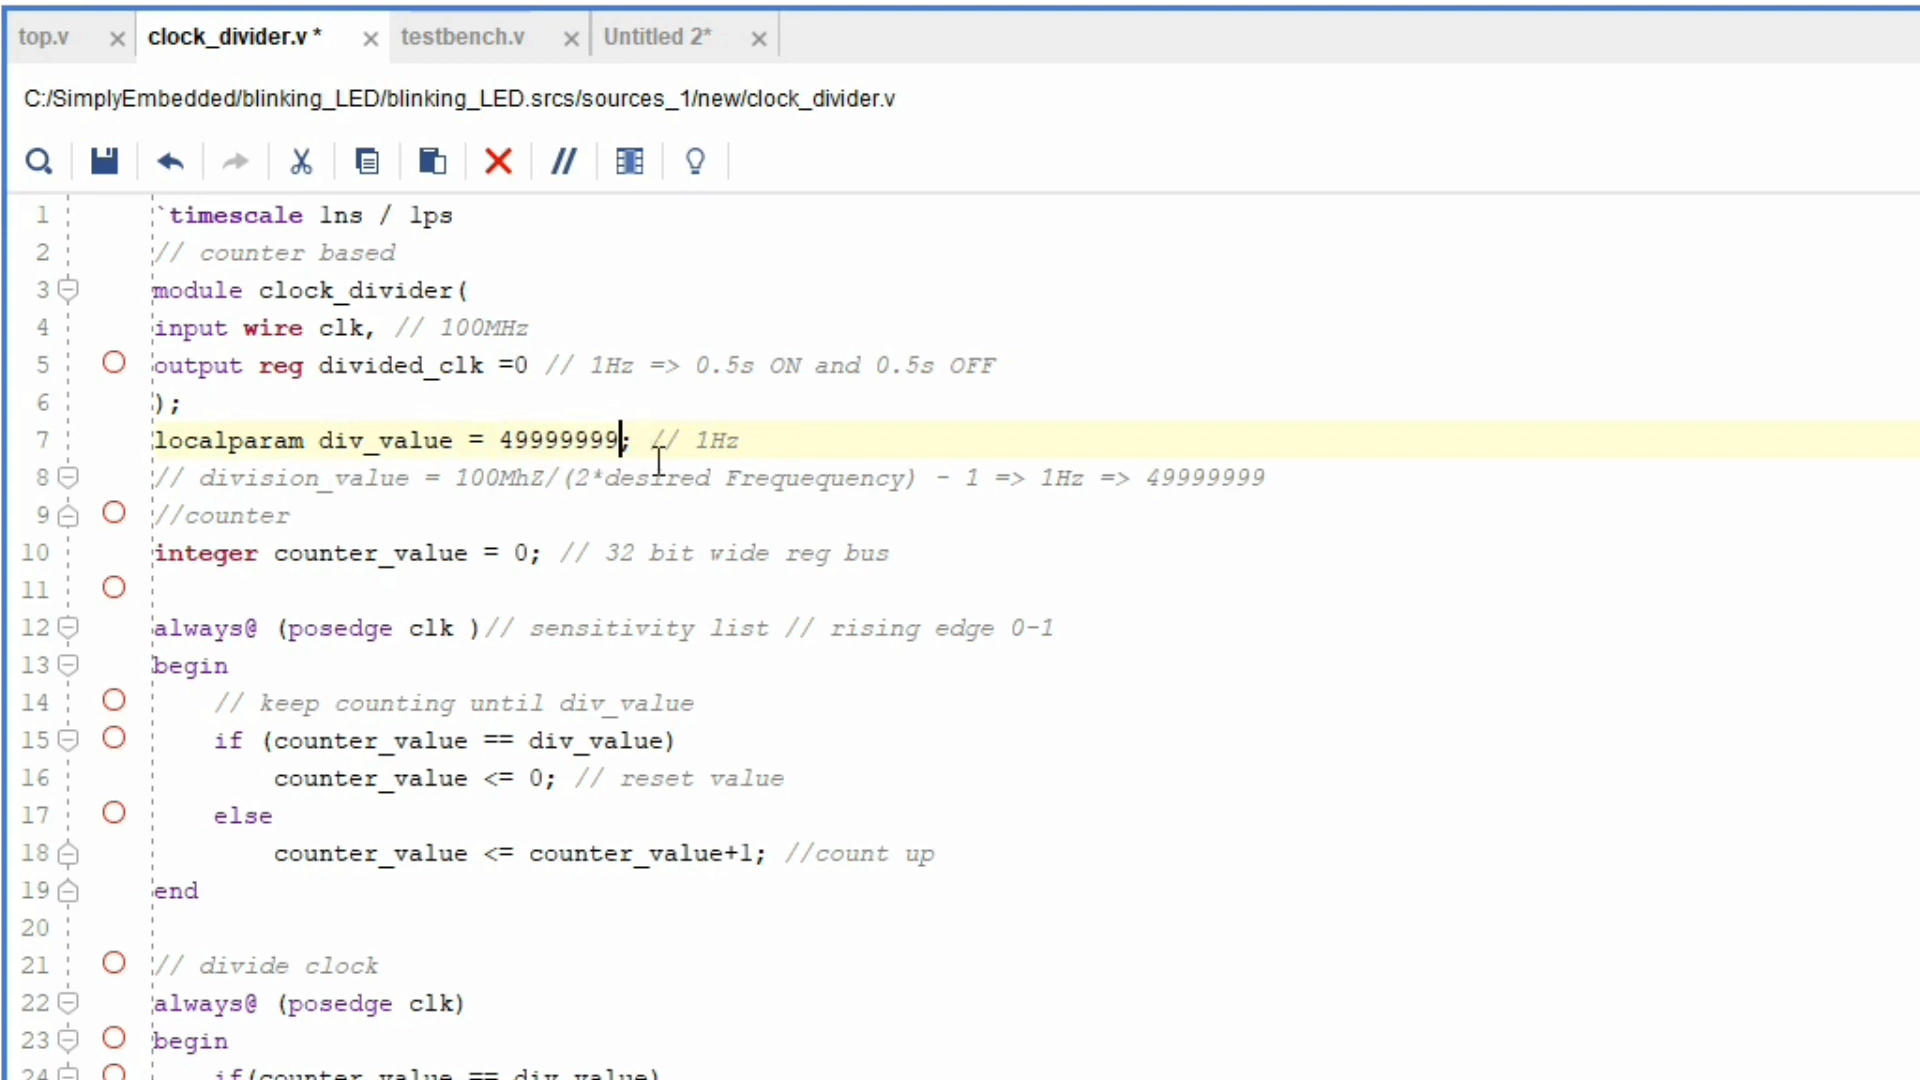 top.v
clock_divider.v *
testbench.v
Untitled 2*
C:/SimplyEmbedded/blinking_LED/blinking_LED.srcs/sources_1/new/clock_divider.v
1 `timescale 1ns / 1ps
2 // counter based
3 module clock_divider(
4 input wire clk, // 100MHz
5 output reg divided_clk =0 // 1Hz => 0.5s ON and 0.5s OFF
6 );
7 localparam div_value = 49999999; // 1Hz
8 // division_value = 100MhZ/(2*desired Frequequency) - 1 => 1Hz => 49999999
9 //counter
10 integer counter_value = 0; // 32 bit wide reg bus
11
12 always@ (posedge clk )// sensitivity list // rising edge 0-1
13 begin
14 // keep counting until div_value
15 if (counter_value == div_value)
16 counter_value <= 0; // reset value
17 else
18 counter_value <= counter_value+1; //count up
19 end
20
21 // divide clock
22 always@ (posedge clk)
23 begin
24 if(counter_value == div_value)